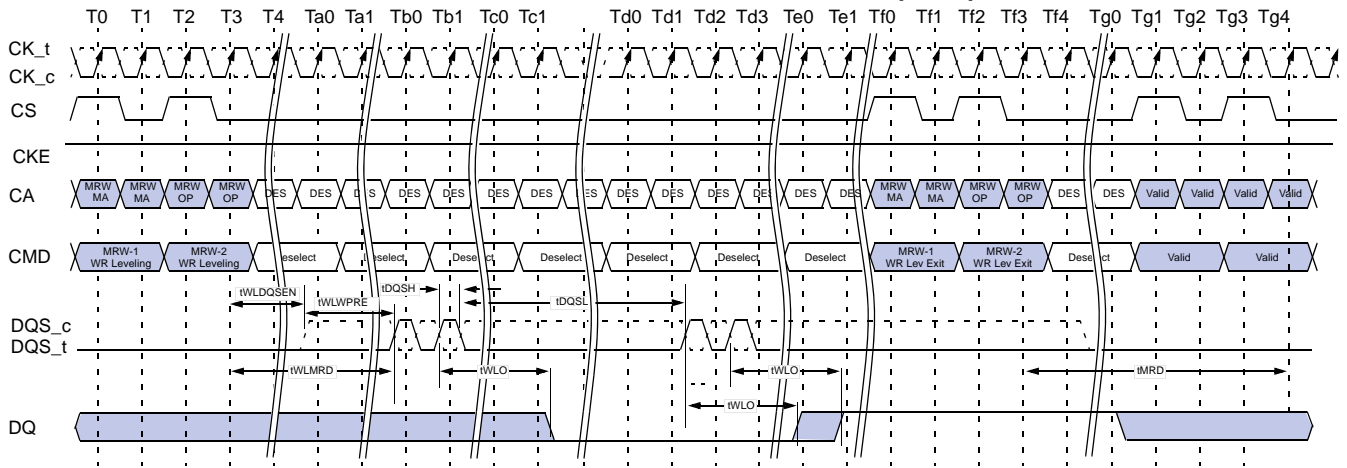 T0 T1 T2 T3 T4 Ta0 Ta1 Tb0 Tb1 Tc0 Tc1 Td0 Td1 Td2 Td3 Te0 Te1 Tf0 Tf1 Tf2 Tf3 Tf4 Tg0 Tg1 Tg2 Tg3 Tg4
CK_t
CK_c
CS
CKE
CA MRW MA MRW MA MRW OP MRW OP DES DES DES DES DES DES DES DES DES DES DES DES DES DES MRW MA MRW MA MRW OP MRW OP DES DES Valid Valid Valid Valid
CMD MRW-1 WR Leveling MRW-2 WR Leveling Deselect Deselect Deselect Deselect Deselect Deselect Deselect MRW-1 WR Lev Exit MRW-2 WR Lev Exit Deselect Valid Valid
tWLDQSEN tWLWPRE tDQSH tDQSL
DQS_c
DQS_t
tWLMRD tWLO tWLO tMRD
tWLO
DQ